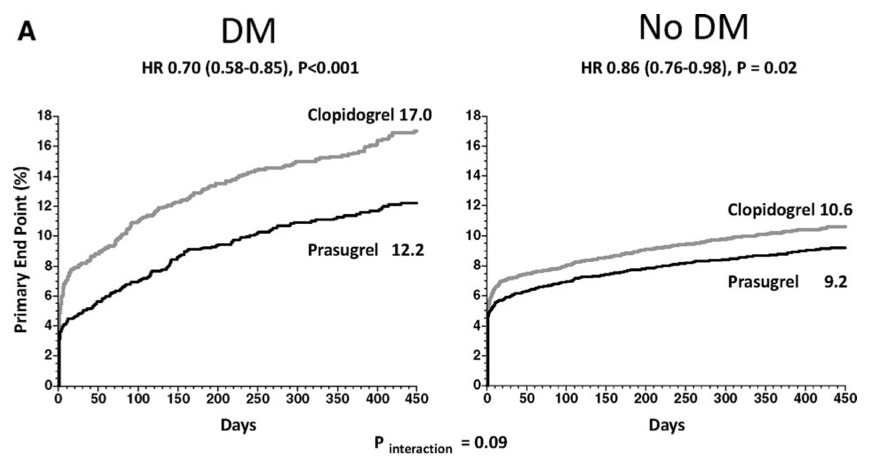 A
DM
HR 0.70 (0.58-0.85), P<0.001
Primary End Point (%)
18
16
14
12
10
8
6
4
2
0
Clopidogrel 17.0
Prasugrel 12.2
0 50 100 150 200 250 300 350 400 450
Days
No DM
HR 0.86 (0.76-0.98), P = 0.02
18
16
14
12
10
8
6
4
2
0
Clopidogrel 10.6
Prasugrel 9.2
0 50 100 150 200 250 300 350 400 450
Days
P interaction = 0.09